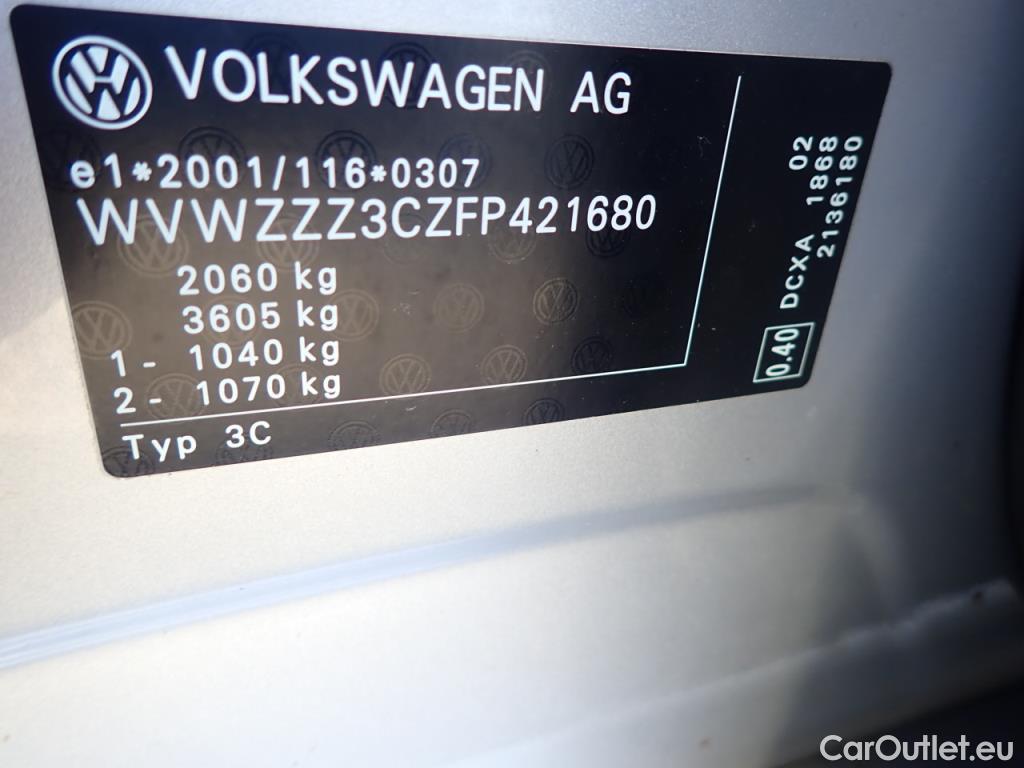 VOLKSWAGEN AG
e1*2001/116*0307
WVWZZZ3CZFP421680
2060 kg
3605 kg
1 - 1040 kg
2 - 1070 kg
Typ 3C
0.40 DCXA 1868 02
2136180
CarOutlet.eu